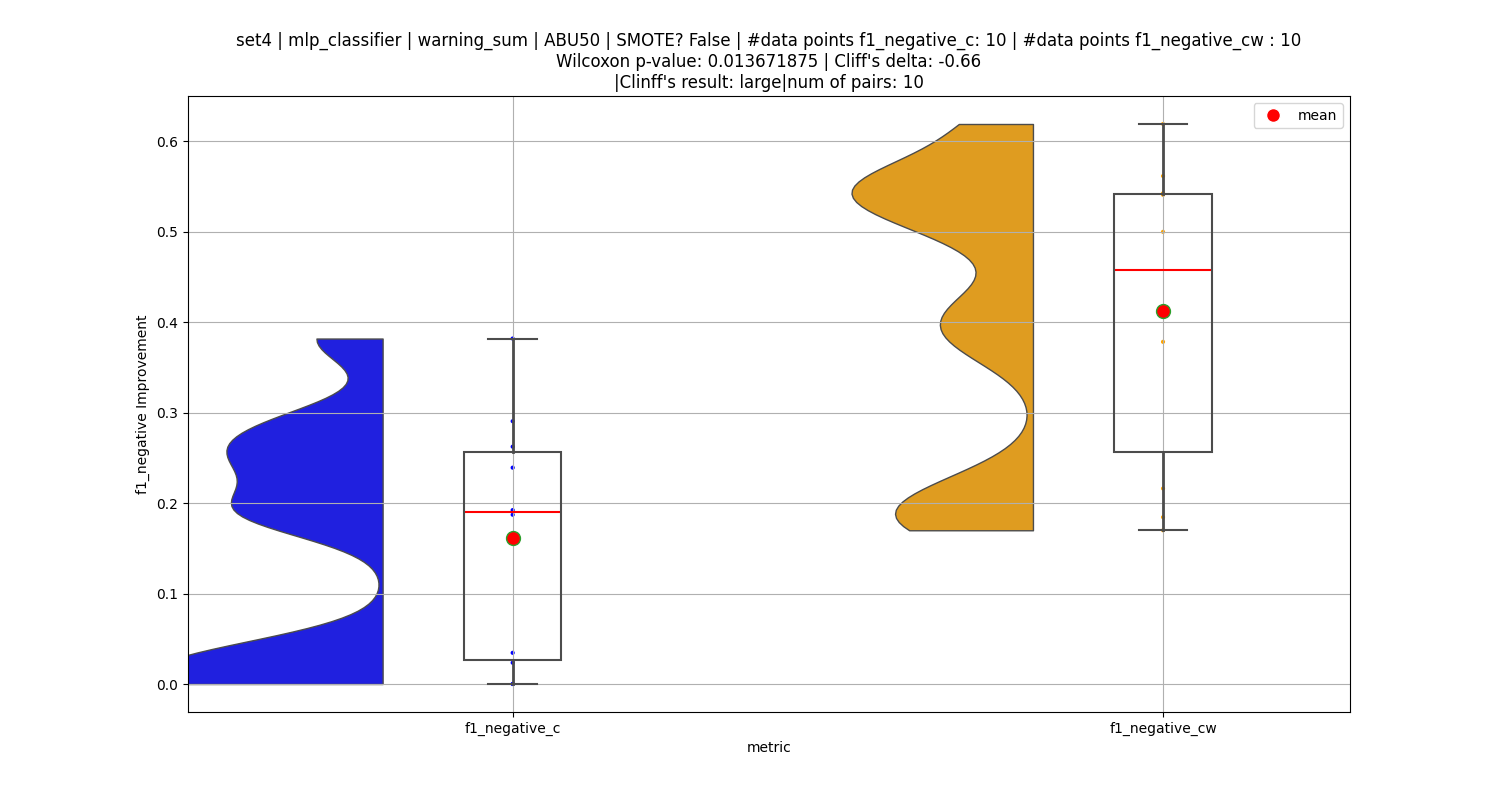 set4 | mlp_classifier | warning_sum | ABU50 | SMOTE? False | #data points f1_negative_c: 10 | #data points f1_negative_cw : 10
Wilcoxon p-value: 0.013671875 | Cliff's delta: -0.66
|Clinff's result: large|num of pairs: 10
mean
0.6
0.5
0.4
0.3
0.2
0.1
0.0
f1_negative Improvement
f1_negative_c
f1_negative_cw
metric